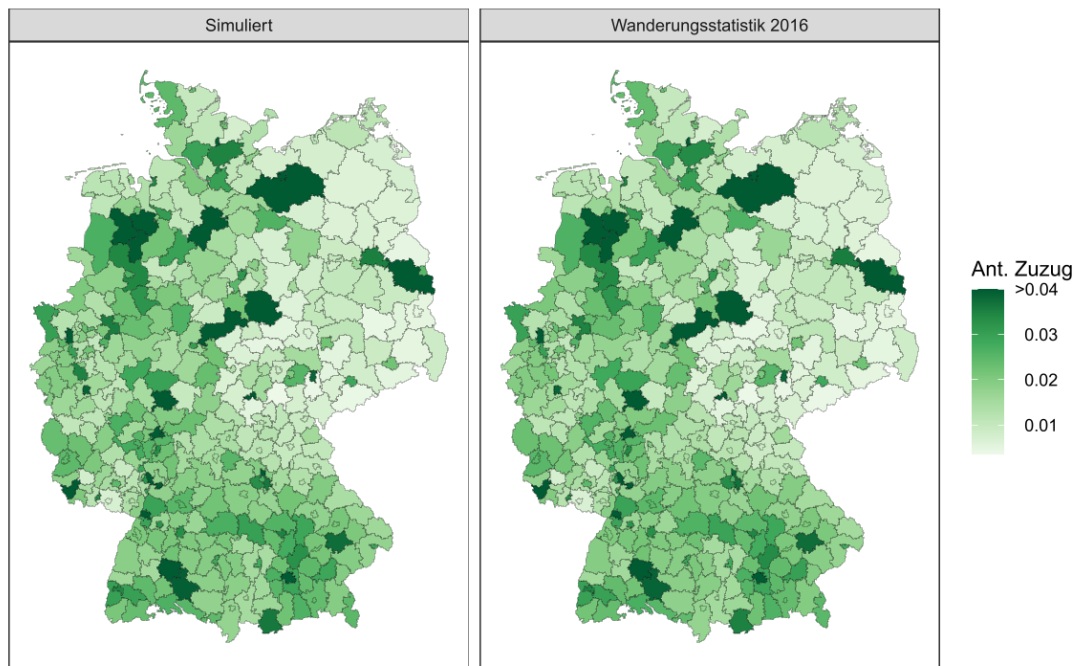 Simuliert
Wanderungsstatistik 2016
Ant. Zuzug
>0.04
0.03
0.02
0.01